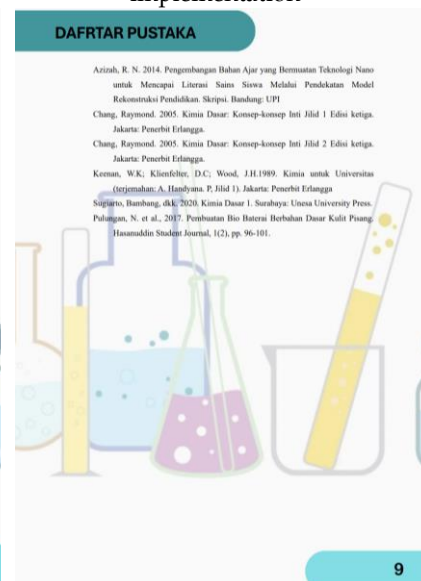 Implementation
DAFRTAR PUSTAKA
Azizah, R. N. 2014. Pengembangan Bahan Ajar yang Bermuatan Teknologi Nano
untuk Mencapai Literasi Sains Siswa Melalui Pendekatan Model
Rekonstruksi Pendidikan. Skripsi. Bandung: UPI
Chang, Raymond. 2005. Kimia Dasar: Konsep-konsep Inti Jilid 1 Edisi ketiga.
Jakarta: Penerbit Erlangga.
Chang, Raymond. 2005. Kimia Dasar: Konsep-konsep Inti Jilid 2 Edisi ketiga.
Jakarta: Penerbit Erlangga.
Keenan, W.K; Klienfelter, D.C; Wood, J.H.1989. Kimia untuk Universitas
(terjemahan: A. Handyana. P, Jilid 1). Jakarta: Penerbit Erlangga
Sugiarto, Bambang, dkk. 2020. Kimia Dasar 1. Surabaya: Unesa University Press.
Pulungan, N. et al., 2017. Pembuatan Bio Baterai Berbahan Dasar Kulit Pisang.
Hasanuddin Student Journal, 1(2), pp. 96-101.
9